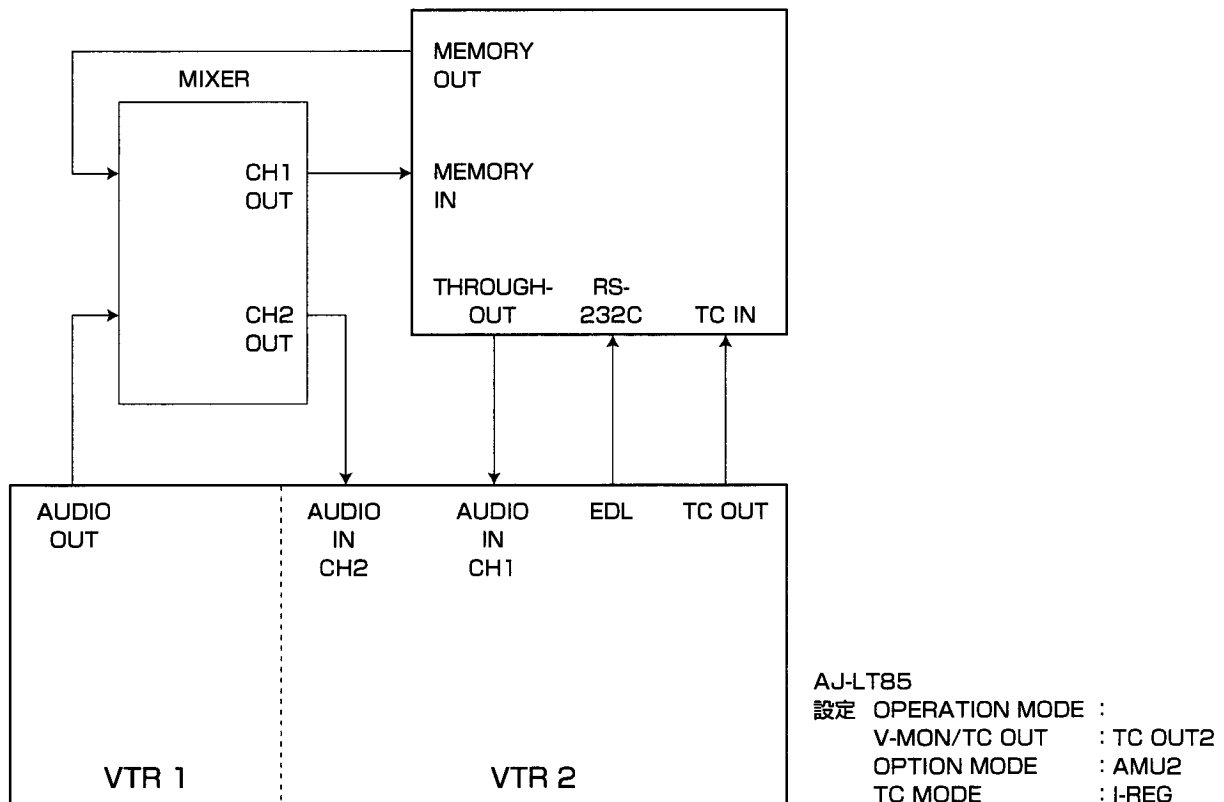 MEMORY
OUT
MIXER
CH1
OUT
MEMORY
IN
THROUGH-
OUT
RS-
232C
TC IN
CH2
OUT
AUDIO
OUT
AUDIO
IN
CH2
AUDIO
IN
CH1
EDL
TC OUT
VTR 1
VTR 2
AJ-LT85
設定 OPERATION MODE :
V-MON/TC OUT : TC OUT2
OPTION MODE : AMU2
TC MODE : I-REG